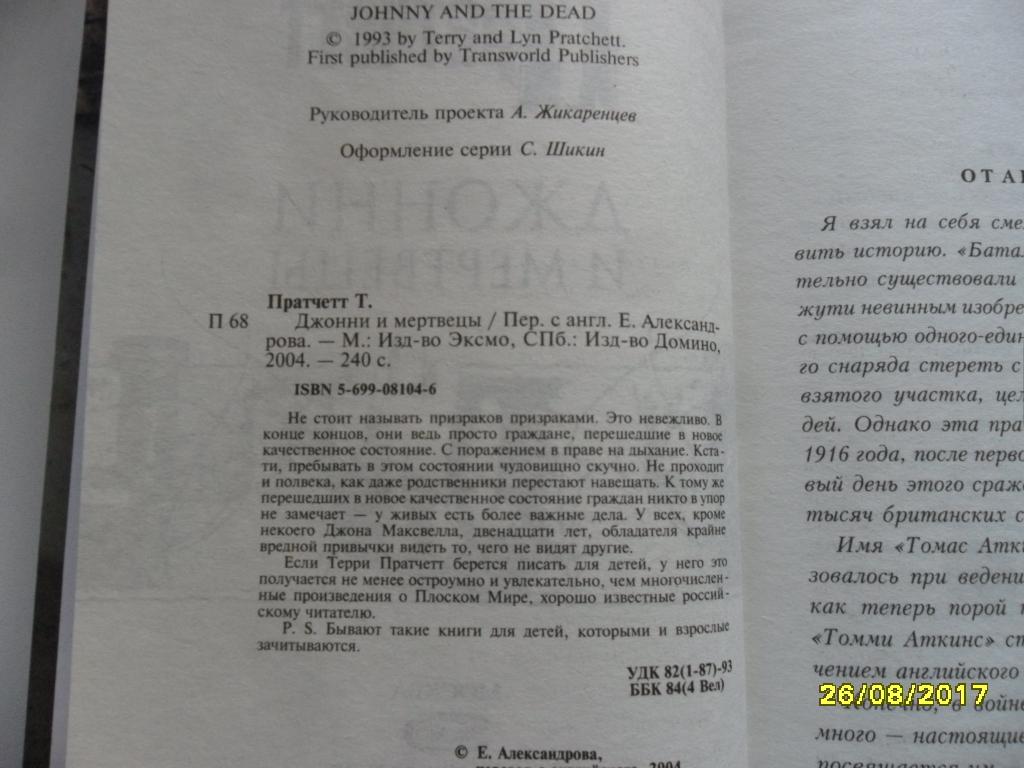 JOHNNY AND THE DEAD
© 1993 by Terry and Lyn Pratchett.
First published by Transworld Publishers
Руководитель проекта А. Жикаренцев
Оформление серии С. Шикин
Пратчетт Т.
П 68 Джонни и мертвецы / Пер. с англ. Е. Александ-
рова. — М.: Изд-во Эксмо, СПб.: Изд-во Домино,
2004. — 240 с.
ISBN 5-699-08104-6
Не стоит называть призраков призраками. Это невежливо. В
конце концов, они ведь просто граждане, перешедшие в новое
качественное состояние. С поражением в праве на дыхание. Кста-
ти, пребывать в этом состоянии чудовищно скучно. Не проходит
и полвека, как даже родственники перестают навещать. К тому же
перешедших в новое качественное состояние граждан никто в упор
не замечает — у живых есть более важные дела. У всех, кроме
некоего Джона Максвелла, двенадцати лет, обладателя крайне
вредной привычки видеть то, чего не видят другие.
Если Терри Пратчетт берется писать для детей, у него это
получается не менее остроумно и увлекательно, чем многочислен-
ные произведения о Плоском Мире, хорошо известные россий-
скому читателю.
P. S. Бывают такие книги для детей, которыми и взрослые
зачитываются.
УДК 82(1-87)-93
ББК 84(4 Вел)
© Е. Александрова,
2004
ОТ АВ
Я взял на себя сме
вить историю. «Батал
тельно существовали
жути невинным изобре
с помощью одного-един
го снаряда стереть с
взятого участка, цел
дей. Однако эта пра
1916 года, после перво
вый день этого сраже
тысяч британских с
Имя «Томас Атки
зовалось при ведени
как теперь порой п
«Томми Аткинс» ст
чением английского
Конечно, в войне
много — настоящие
посвящается им
26/08/2017